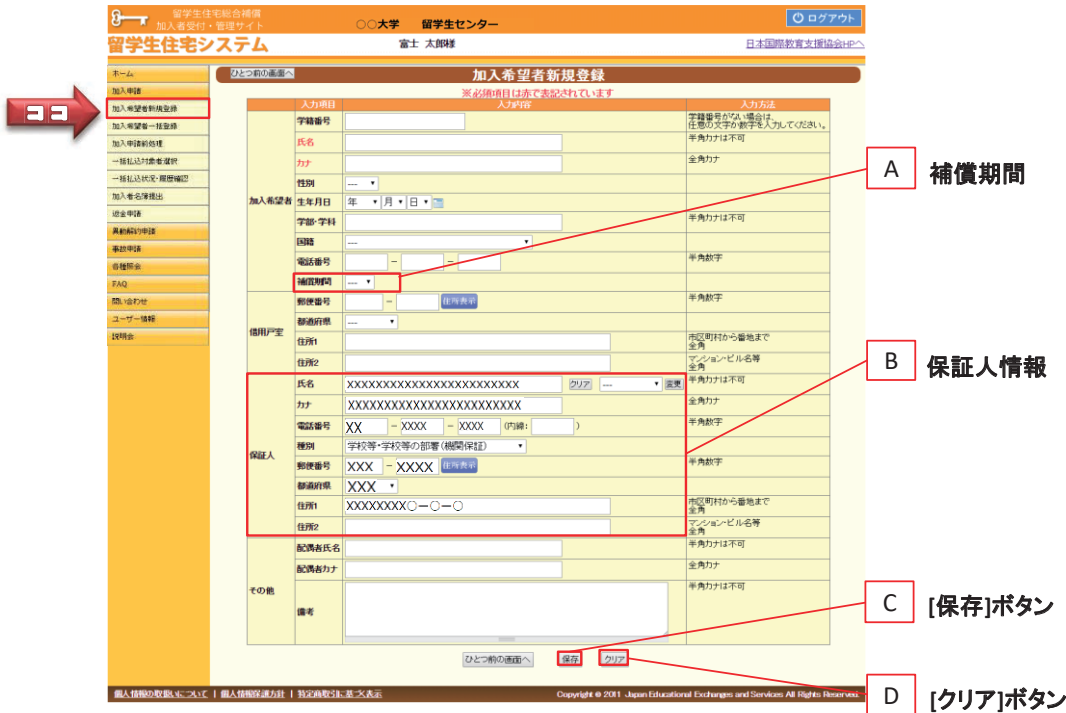 留学生住宅総合補償
加入者受付・管理サイト
○○大学 留学生センター
ログアウト
留学生住宅システム
富士 太郎様
日本国際教育支援協会HPへ
ココ
ホーム
加入申請
加入希望者新規登録
加入希望者一括登録
加入申請前処理
一括払込対象者選択
一括払込状況・履歴確認
加入者名簿提出
返金申請
異動解約申請
事故申請
各種照会
FAQ
問い合わせ
ユーザー情報
説明会
ひとつ前の画面へ
加入希望者新規登録
※必須項目は赤で表記されています
入力項目 入力内容 入力方法
加入希望者
学籍番号 学籍番号がない場合は、
任意の文字か数字を入力してください。
氏名 半角カナは不可
カナ 全角カナ
性別 ---
生年月日 年 月 日
学部・学科 半角カナは不可
国籍 ---
電話番号 － － 半角数字
補償期間 ---
借用戸室
郵便番号 － 住所表示 半角数字
都道府県 ---
住所1 市区町村から番地まで
全角
住所2 マンション・ビル名等
全角
保証人
氏名 XXXXXXXXXXXXXXXXXXXXXXXX クリア --- 変更 半角カナは不可
カナ XXXXXXXXXXXXXXXXXXXXXXXX 全角カナ
電話番号 XX － XXXX － XXXX (内線: ) 半角数字
種別 学校等・学校等の部署(機関保証)
郵便番号 XXX － XXXX 住所表示 半角数字
都道府県 XXX
住所1 XXXXXXXX○－○－○ 市区町村から番地まで
全角
住所2 マンション・ビル名等
全角
その他
配偶者氏名 半角カナは不可
配偶者カナ 全角カナ
備考 半角カナは不可
ひとつ前の画面へ 保存 クリア
個人情報の取扱いについて | 個人情報保護方針 | 特定商取引に基づく表示
Copyright © 2011 Japan Educational Exchanges and Services All Rights Reserved.
A 補償期間
B 保証人情報
C [保存]ボタン
D [クリア]ボタン